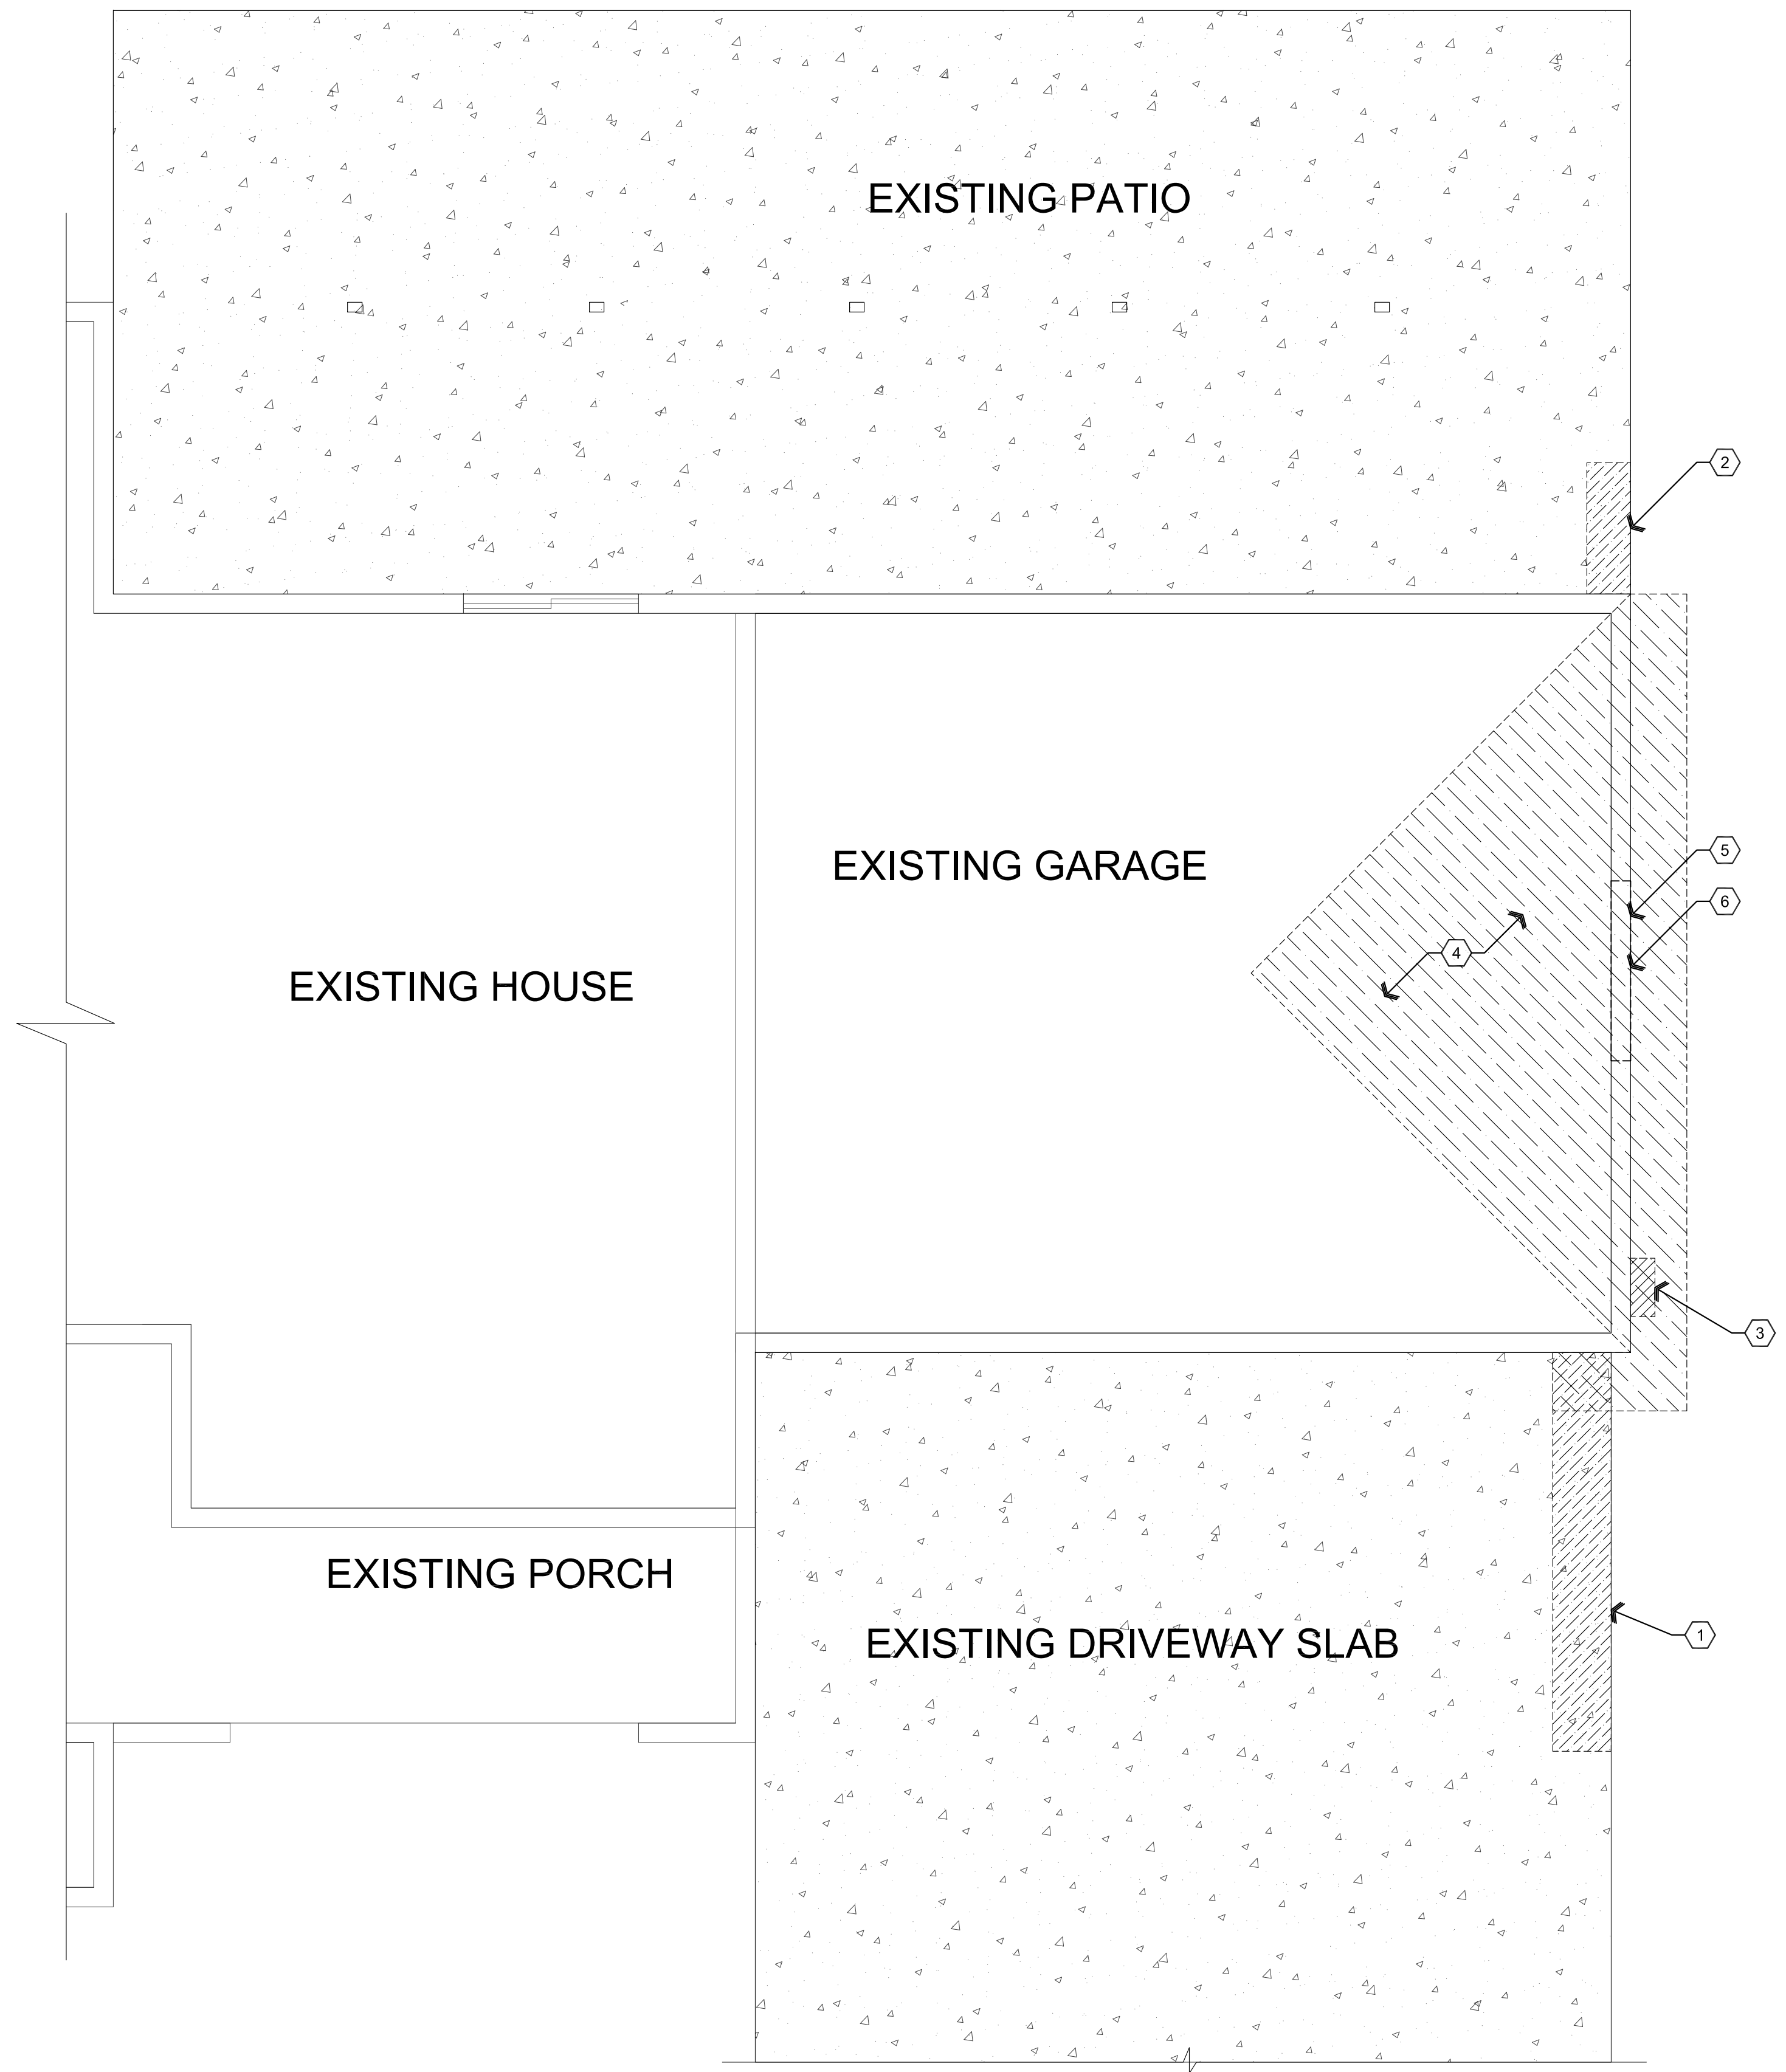 EXISTING PATIO
2
EXISTING GARAGE
5
6
4
EXISTING HOUSE
3
EXISTING PORCH
EXISTING DRIVEWAY SLAB
1